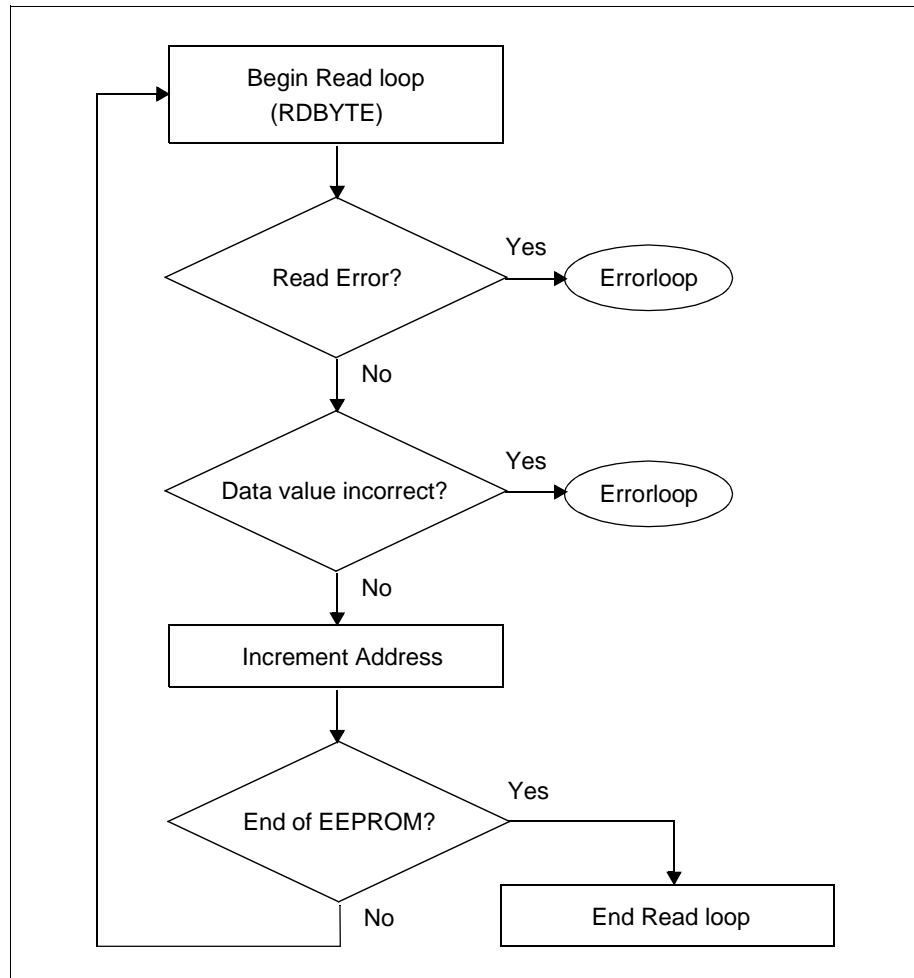 Begin Read loop
(RDBYTE)
Read Error?
Yes
Errorloop
No
Data value incorrect?
Yes
Errorloop
No
Increment Address
End of EEPROM?
Yes
No
End Read loop